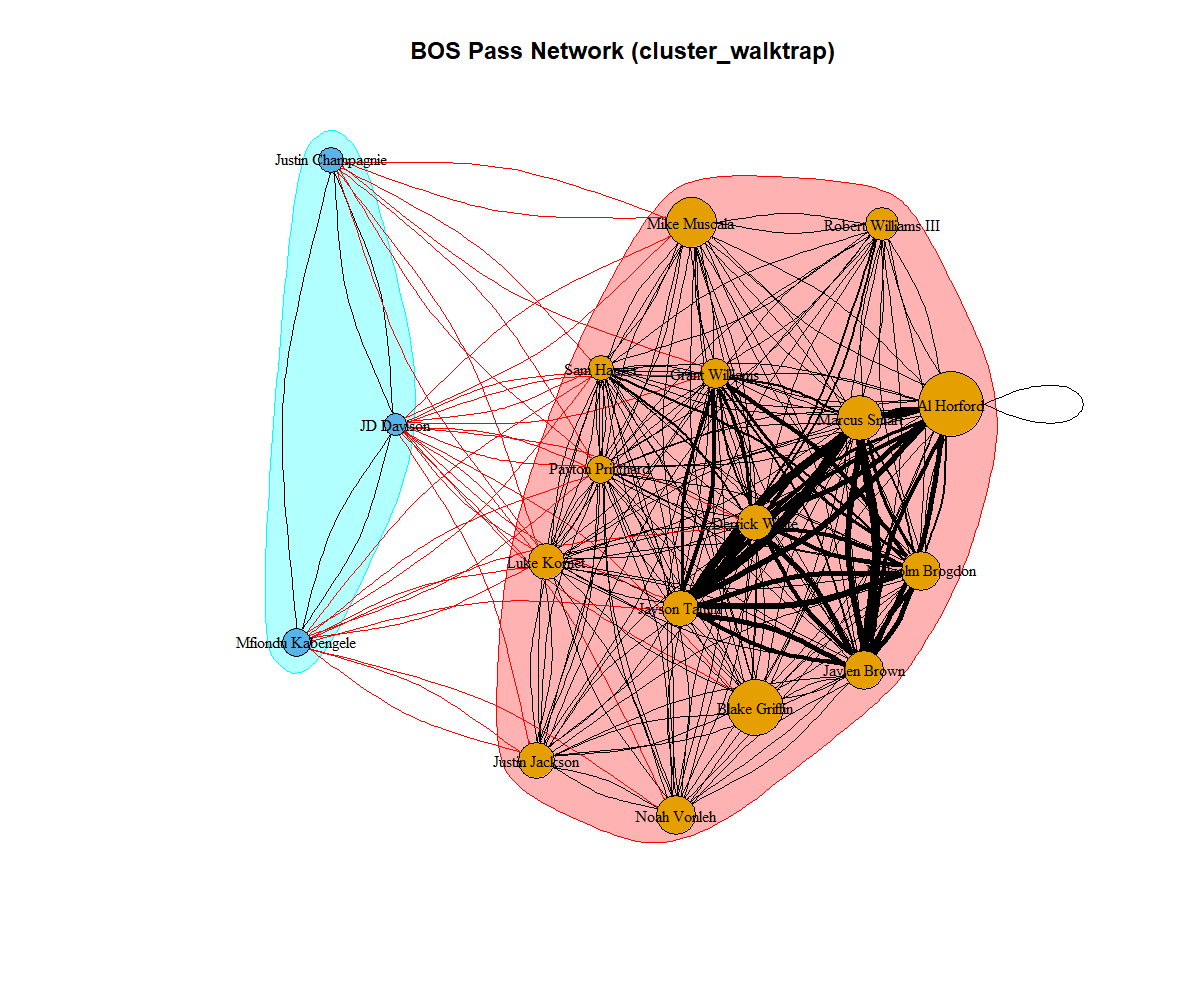 BOS Pass Network (cluster_walktrap)
Justin Champagnie
Mike Muscala
Robert Williams III
Sam Hauser
Grant Williams
Al Horford
Marcus Smart
JD Davison
Payton Pritchard
Derrick White
Luke Kornet
Malcolm Brogdon
Jayson Tatum
Mfiondu Kabengele
Jaylen Brown
Blake Griffin
Justin Jackson
Noah Vonleh